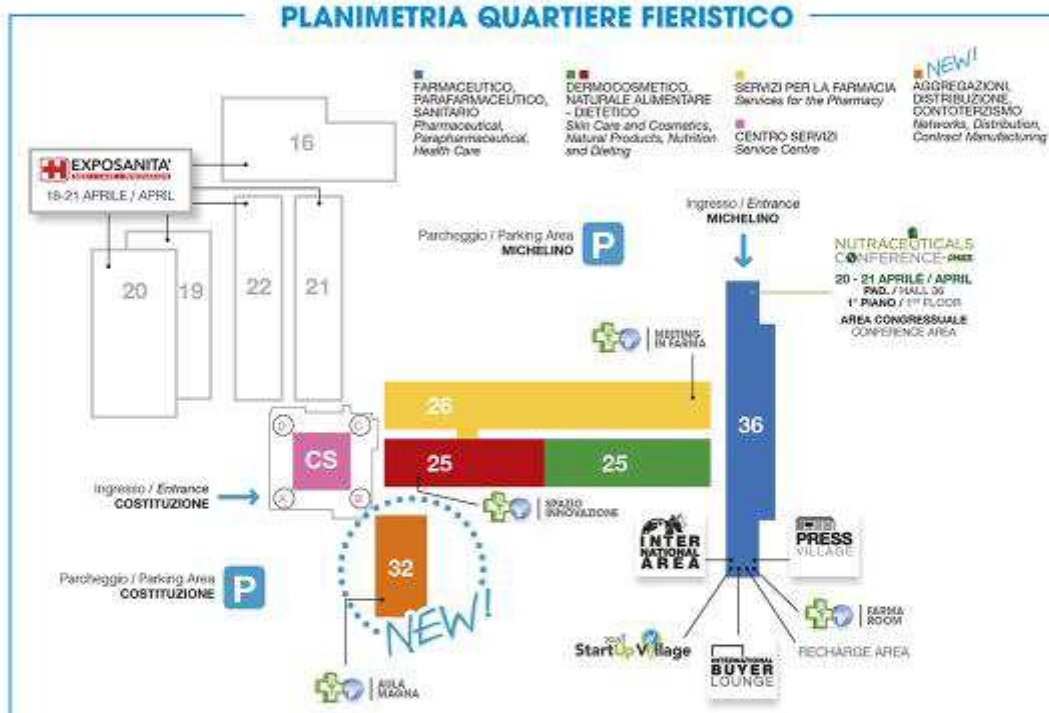 PLANIMETRIA QUARTIERE FIERISTICO
FARMACEUTICO,
PARAFARMACEUTICO,
SANITARIO
Pharmaceutical,
Parapharmaceutical,
Health Care
DERMOCOSMETICO,
NATURALE ALIMENTARE
- DIETETICO
Skin Care and Cosmetics,
Natural Products, Nutrition
and Dieting
SERVIZI PER LA FARMACIA
Services for the Pharmacy
CENTRO SERVIZI
Service Centre
NEW!
AGGREGAZIONI,
DISTRIBUZIONE,
CONTOTERZISMO
Networks, Distribution,
Contract Manufacturing
16
EXPOSANITA'
18-21 APRILE / APRIL
20
19
22
21
Parcheggio / Parking Area
MICHELINO
P
Ingresso / Entrance
MICHELINO
NUTRACEUTICALS
CONFERENCE
20 - 21 APRILE / APRIL
PAD. / HALL 36
1° PIANO / 1ST FLOOR
AREA CONGRESSUALE
CONFERENCE AREA
MEETING
IN FARMA
26
36
CS
25
25
Ingresso / Entrance
COSTITUZIONE
SPAZIO
INNOVAZIONE
32
NEW!
Parcheggio / Parking Area
COSTITUZIONE
P
AULA
MAGNA
INTER
NATIONAL
AREA
PRESS
VILLAGE
FARMA
ROOM
StartUp Village
INTERNATIONAL
BUYER
LOUNGE
RECHARGE AREA